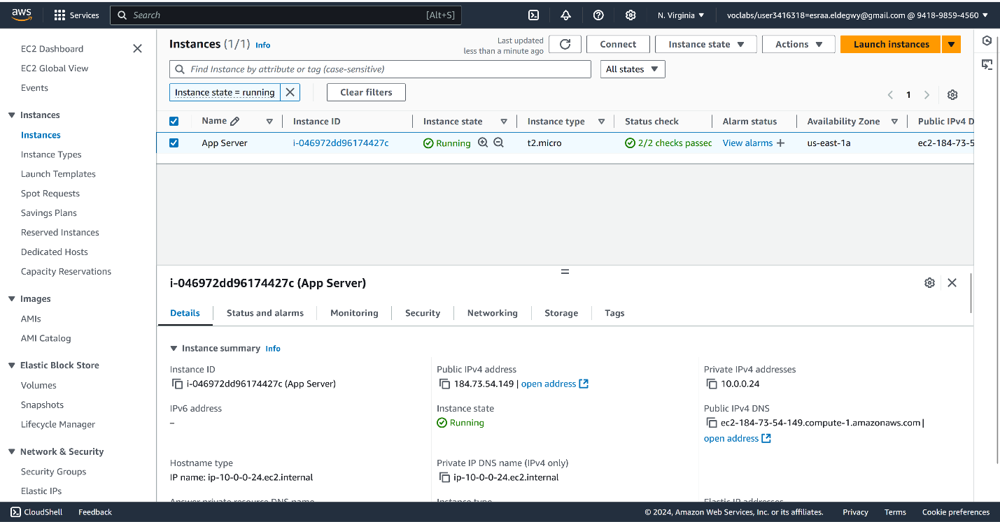 aws Services Search [Alt+S] N. Virginia voclabs/user3416318=esraa.eldegwy@gmail.com @ 9418-9859-4560
EC2 Dashboard
EC2 Global View
Events
Instances
Instances
Instance Types
Launch Templates
Spot Requests
Savings Plans
Reserved Instances
Dedicated Hosts
Capacity Reservations
Images
AMIs
AMI Catalog
Elastic Block Store
Volumes
Snapshots
Lifecycle Manager
Network & Security
Security Groups
Elastic IPs
Instances (1/1) Info
Last updated
less than a minute ago
Connect Instance state Actions Launch instances
Find Instance by attribute or tag (case-sensitive) All states
Instance state = running Clear filters 1
Name Instance ID Instance state Instance type Status check Alarm status Availability Zone Public IPv4 D
App Server i-046972dd96174427c Running t2.micro 2/2 checks passec View alarms + us-east-1a ec2-184-73-5
i-046972dd96174427c (App Server)
Details Status and alarms Monitoring Security Networking Storage Tags
Instance summary Info
Instance ID
i-046972dd96174427c (App Server)
IPv6 address
–
Hostname type
IP name: ip-10-0-0-24.ec2.internal
Answer private resource DNS name
Public IPv4 address
184.73.54.149 | open address
Instance state
Running
Private IP DNS name (IPv4 only)
ip-10-0-0-24.ec2.internal
Instance type
Private IPv4 addresses
10.0.0.24
Public IPv4 DNS
ec2-184-73-54-149.compute-1.amazonaws.com |
open address
Elastic IP addresses
CloudShell Feedback © 2024, Amazon Web Services, Inc. or its affiliates. Privacy Terms Cookie preferences